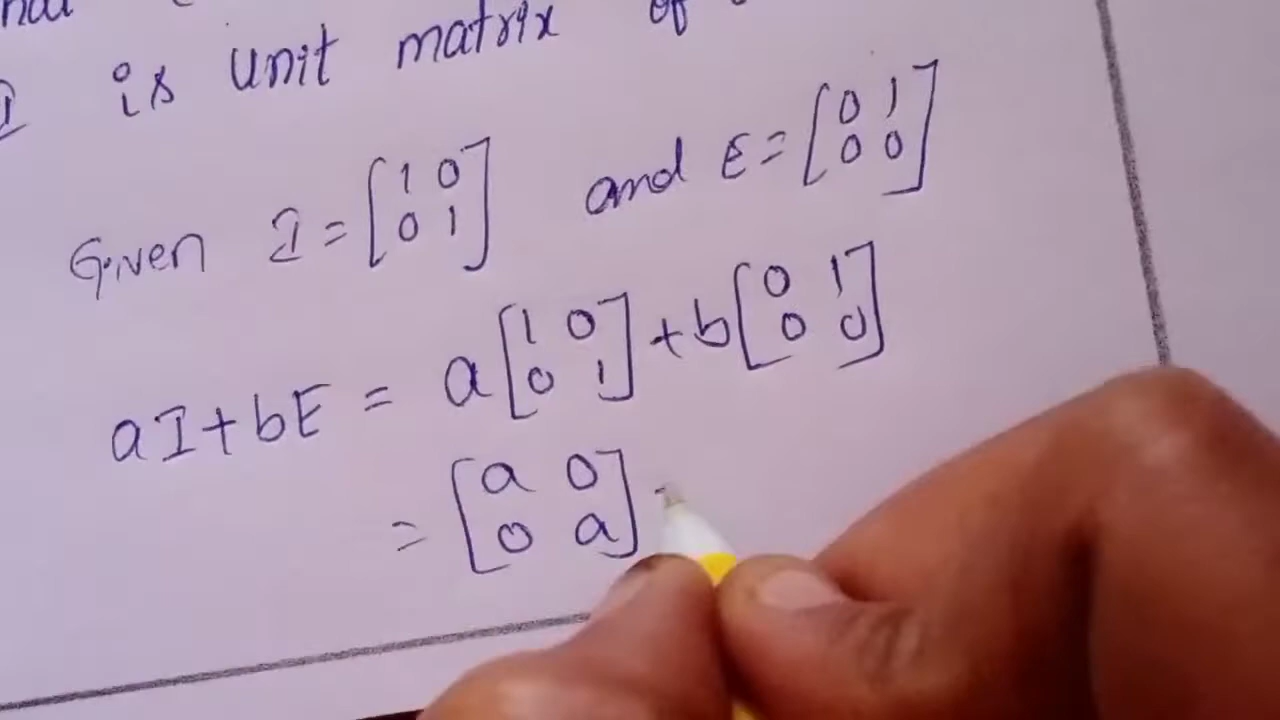 is unit matrix of
Given I = [1 0 0 1] and E = [0 1 0 0]
aI + bE = a [1 0 0 1] + b [0 1 0 0]
= [a 0 0 a]